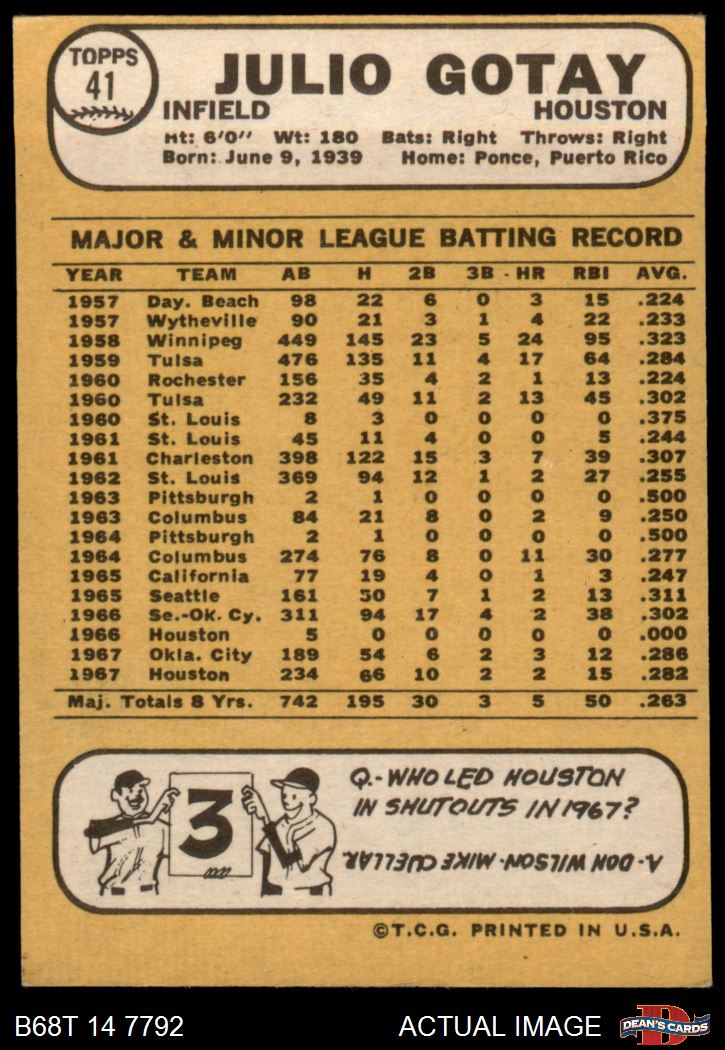 TOPPS
41
JULIO GOTAY
INFIELD HOUSTON
Ht: 6'0'' Wt: 180 Bats: Right Throws: Right
Born: June 9, 1939 Home: Ponce, Puerto Rico
MAJOR & MINOR LEAGUE BATTING RECORD
YEAR TEAM AB H 2B 3B - HR RBI AVG.
1957 Day. Beach 98 22 6 0 3 15 .224
1957 Wytheville 90 21 3 1 4 22 .233
1958 Winnipeg 449 145 23 5 24 95 .323
1959 Tulsa 476 135 11 4 17 64 .284
1960 Rochester 156 35 4 2 1 13 .224
1960 Tulsa 232 49 11 2 13 45 .302
1960 St. Louis 8 3 0 0 0 0 .375
1961 St. Louis 45 11 4 0 0 5 .244
1961 Charleston 398 122 15 3 7 39 .307
1962 St. Louis 369 94 12 1 2 27 .255
1963 Pittsburgh 2 1 0 0 0 0 .500
1963 Columbus 84 21 8 0 2 9 .250
1964 Pittsburgh 2 1 0 0 0 0 .500
1964 Columbus 274 76 8 0 11 30 .277
1965 California 77 19 4 0 1 3 .247
1965 Seattle 161 50 7 1 2 13 .311
1966 Se.-Ok. Cy. 311 94 17 4 2 38 .302
1966 Houston 5 0 0 0 0 0 .000
1967 Okla. City 189 54 6 2 3 12 .286
1967 Houston 234 66 10 2 2 15 .282
Maj. Totals 8 Yrs. 742 195 30 3 5 50 .263
3
Q.-WHO LED HOUSTON
IN SHUTOUTS IN 1967?
A.-DON WILSON-MIKE CUELLAR.
©T.C.G. PRINTED IN U.S.A.
B68T 14 7792 ACTUAL IMAGE DEAN'S CARDS